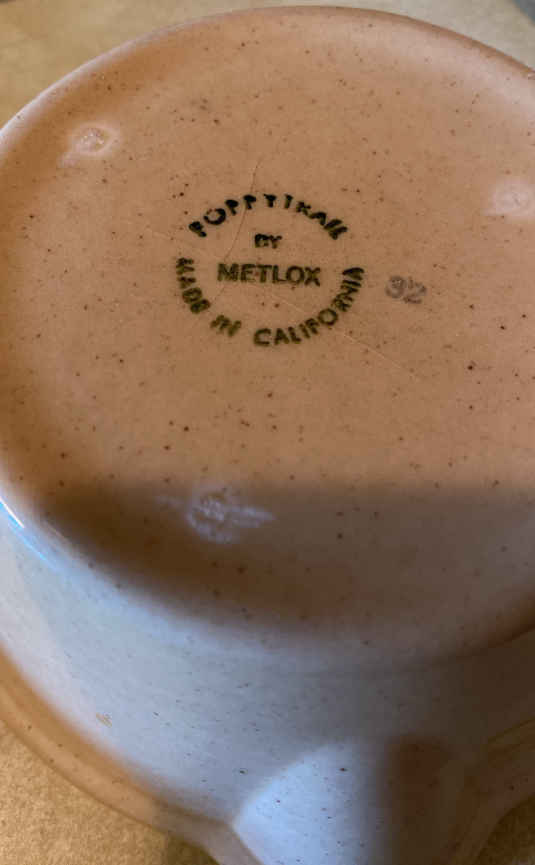 POPPYTRAIL
BY
METLOX
MADE IN CALIFORNIA
32